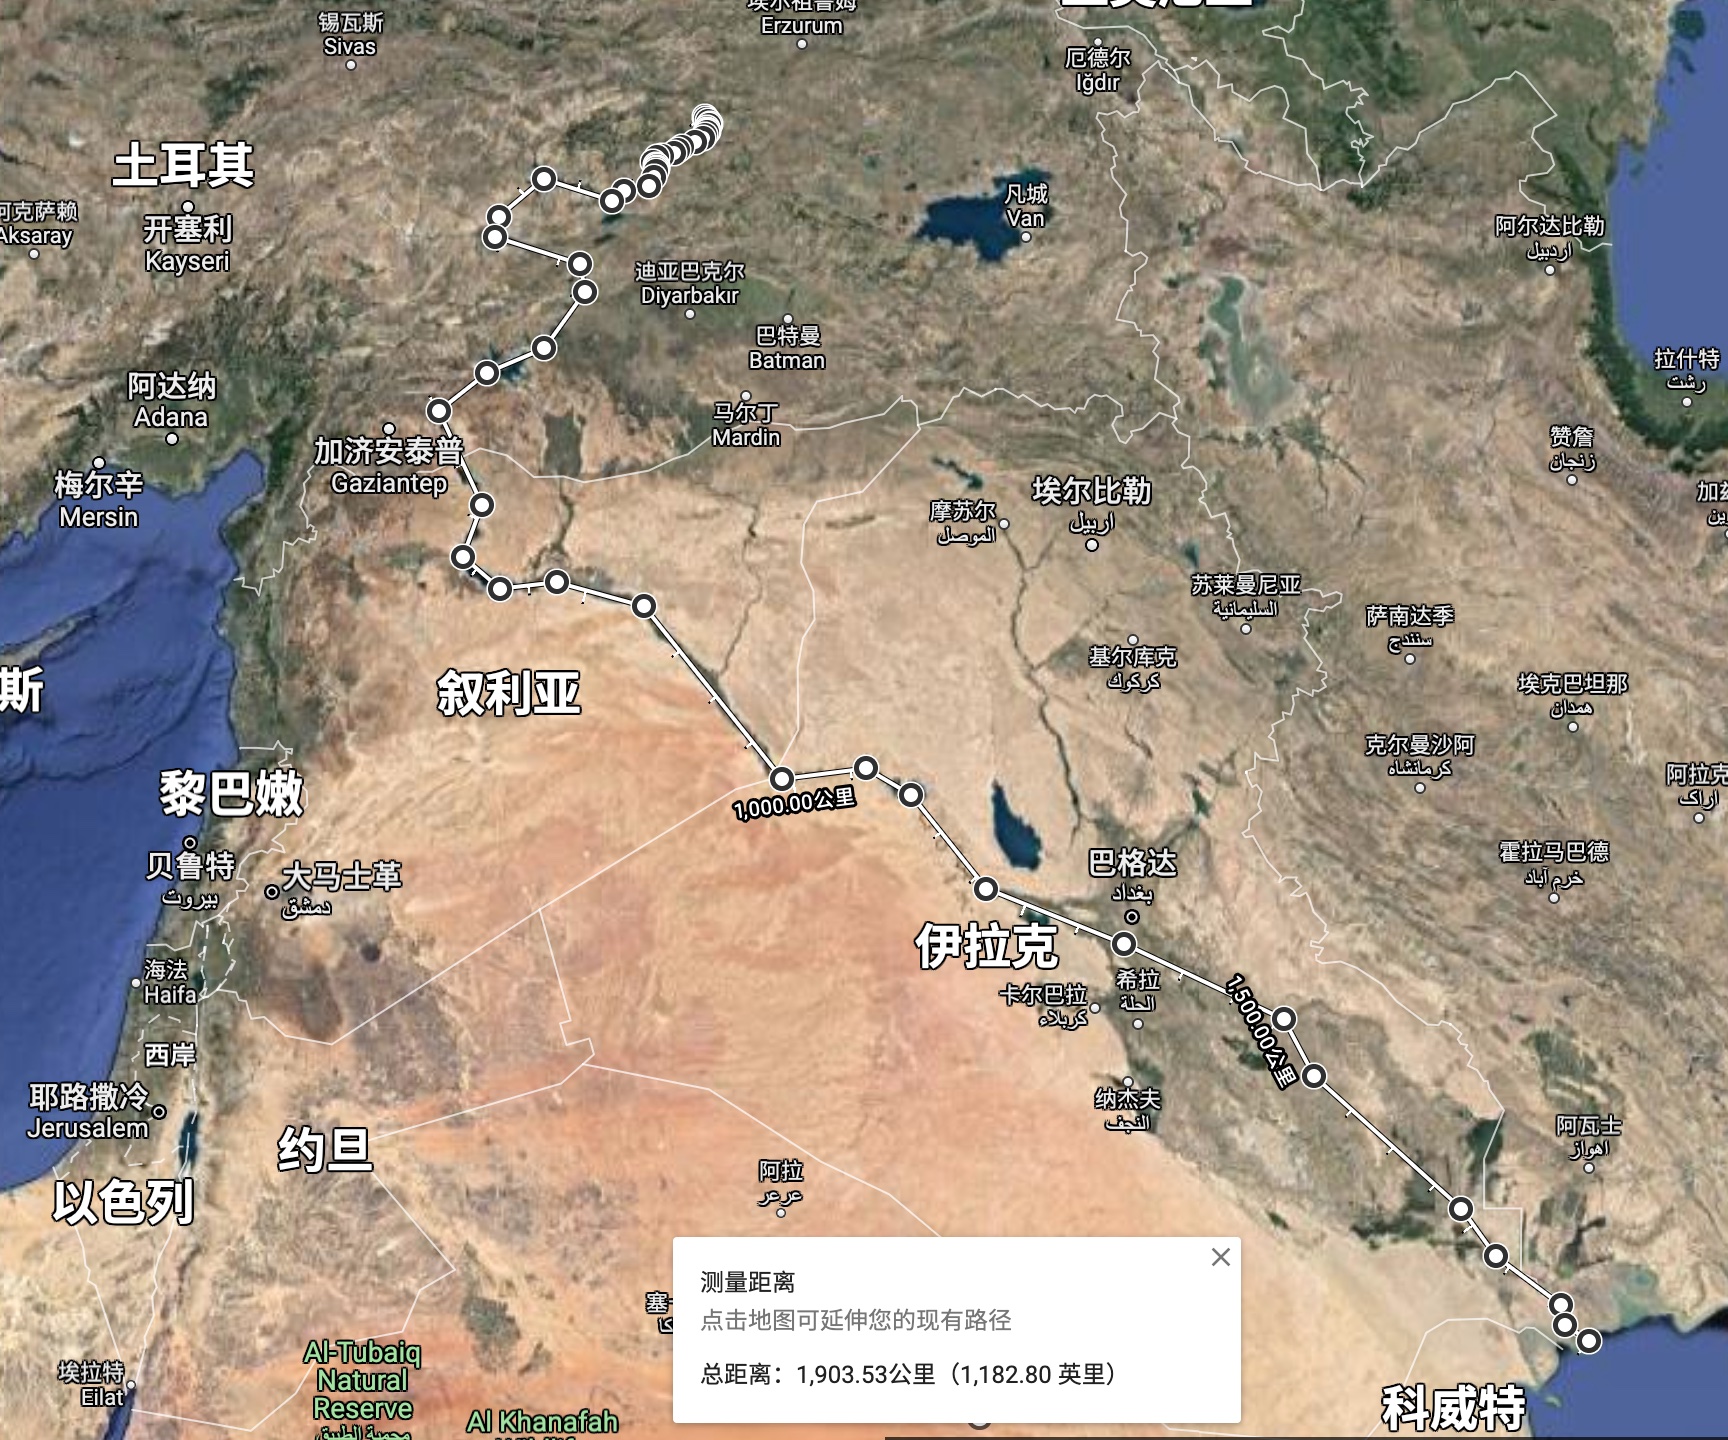 埃尔祖鲁姆
Erzurum
锡瓦斯
Sivas
厄德尔
Iğdır
土耳其
凡城
Van
阿克萨赖
Aksaray
开塞利
Kayseri
阿尔达比勒
اردبیل
迪亚巴克尔
Diyarbakır
巴特曼
Batman
拉什特
رشت
阿达纳
Adana
马尔丁
Mardin
加济安泰普
Gaziantep
赞詹
زنجان
梅尔辛
Mersin
埃尔比勒
اربيل
摩苏尔
الموصل
苏莱曼尼亚
السليمانية
萨南达季
سنندج
基尔库克
كركوك
斯
叙利亚
埃克巴坦那
همدان
克尔曼沙阿
کرمانشاه
阿拉克
اراک
黎巴嫩
1,000.00公里
贝鲁特
بيروت
大马士革
دمشق
巴格达
بغداد
霍拉马巴德
خرم آباد
伊拉克
海法
Haifa
希拉
الحلة
卡尔巴拉
كربلاء
1,500.00公里
西岸
耶路撒冷
Jerusalem
纳杰夫
النجف
阿瓦士
اهواز
约旦
阿拉
عرعر
以色列
测量距离
点击地图可延伸您的现有路径
总距离：1,903.53公里（1,182.80 英里）
Al-Tubaiq
Natural
Reserve
محمية الطبيق
埃拉特
Eilat
Al Khanafah
科威特